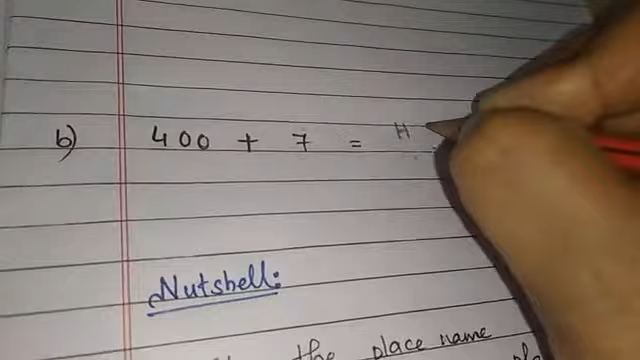 b) 400 + 7 = H
Nutshell:
the place name